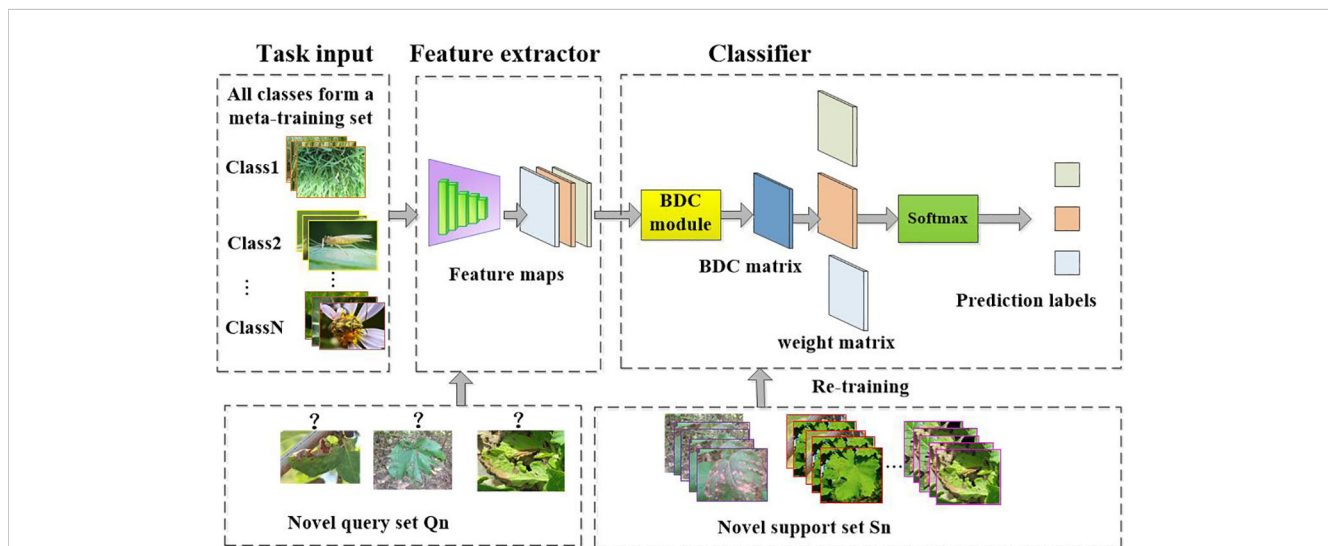 Task input
Feature extractor
Classifier
All classes form a
meta-training set
Class1
Class2
⋮
...
ClassN
Feature maps
BDC
module
BDC matrix
weight matrix
Softmax
Prediction labels
Re-training
?
?
?
Novel query set Qn
...
Novel support set Sn